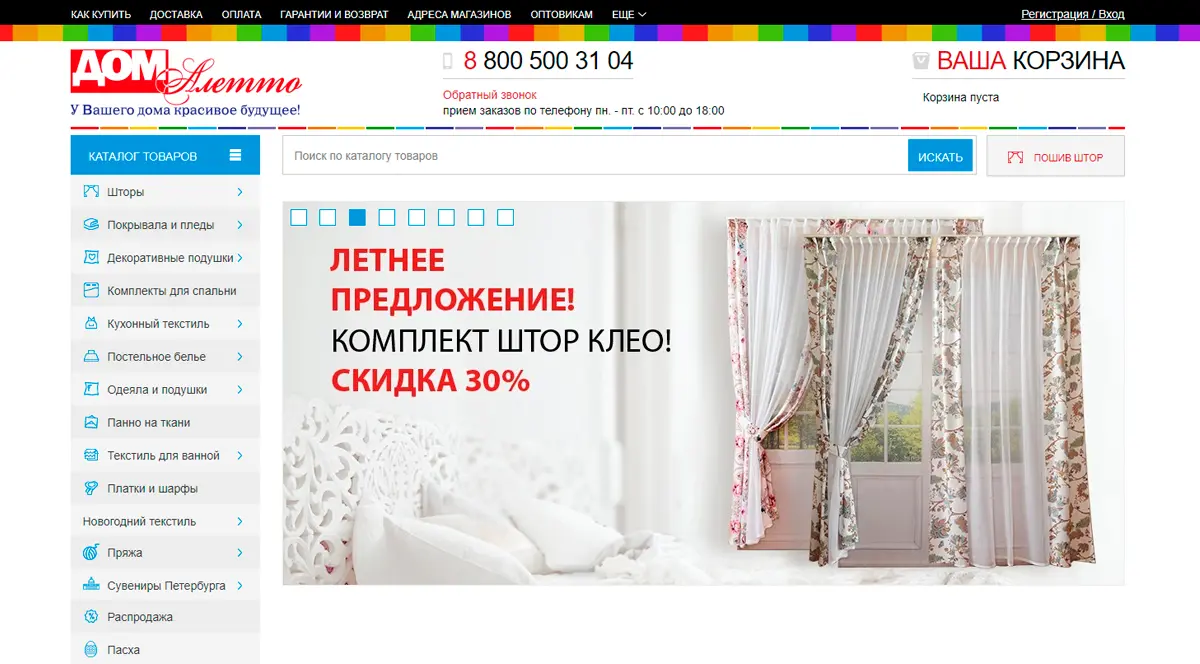 КАК КУПИТЬ ДОСТАВКА ОПЛАТА ГАРАНТИИ И ВОЗВРАТ АДРЕСА МАГАЗИНОВ ОПТОВИКАМ ЕЩЕ Регистрация / Вход
ДОМ Алетто
У Вашего дома красивое будущее!
8 800 500 31 04
Обратный звонок
прием заказов по телефону пн. - пт. с 10:00 до 18:00
ВАША КОРЗИНА
Корзина пуста
КАТАЛОГ ТОВАРОВ
Поиск по каталогу товаров
ИСКАТЬ
ПОШИВ ШТОР
Шторы
Покрывала и пледы
Декоративные подушки
Комплекты для спальни
Кухонный текстиль
Постельное белье
Одеяла и подушки
Панно на ткани
Текстиль для ванной
Платки и шарфы
Новогодний текстиль
Пряжа
Сувениры Петербурга
Распродажа
Пасха
ЛЕТНЕЕ
ПРЕДЛОЖЕНИЕ!
КОМПЛЕКТ ШТОР КЛЕО!
СКИДКА 30%